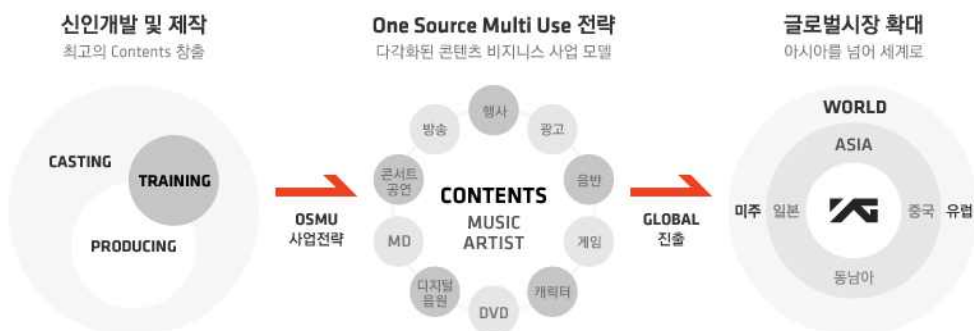 신인개발 및 제작
최고의 Contents 창출
CASTING
TRAINING
PRODUCING
OSMU
사업전략
One Source Multi Use 전략
다각화된 콘텐츠 비지니스 사업 모델
행사
방송
광고
콘서트
공연
음반
CONTENTS
MUSIC
ARTIST
MD
게임
디지털
음원
캐릭터
DVD
GLOBAL
진출
글로벌시장 확대
아시아를 넘어 세계로
WORLD
ASIA
미주 일본 YG 중국 유럽
동남아